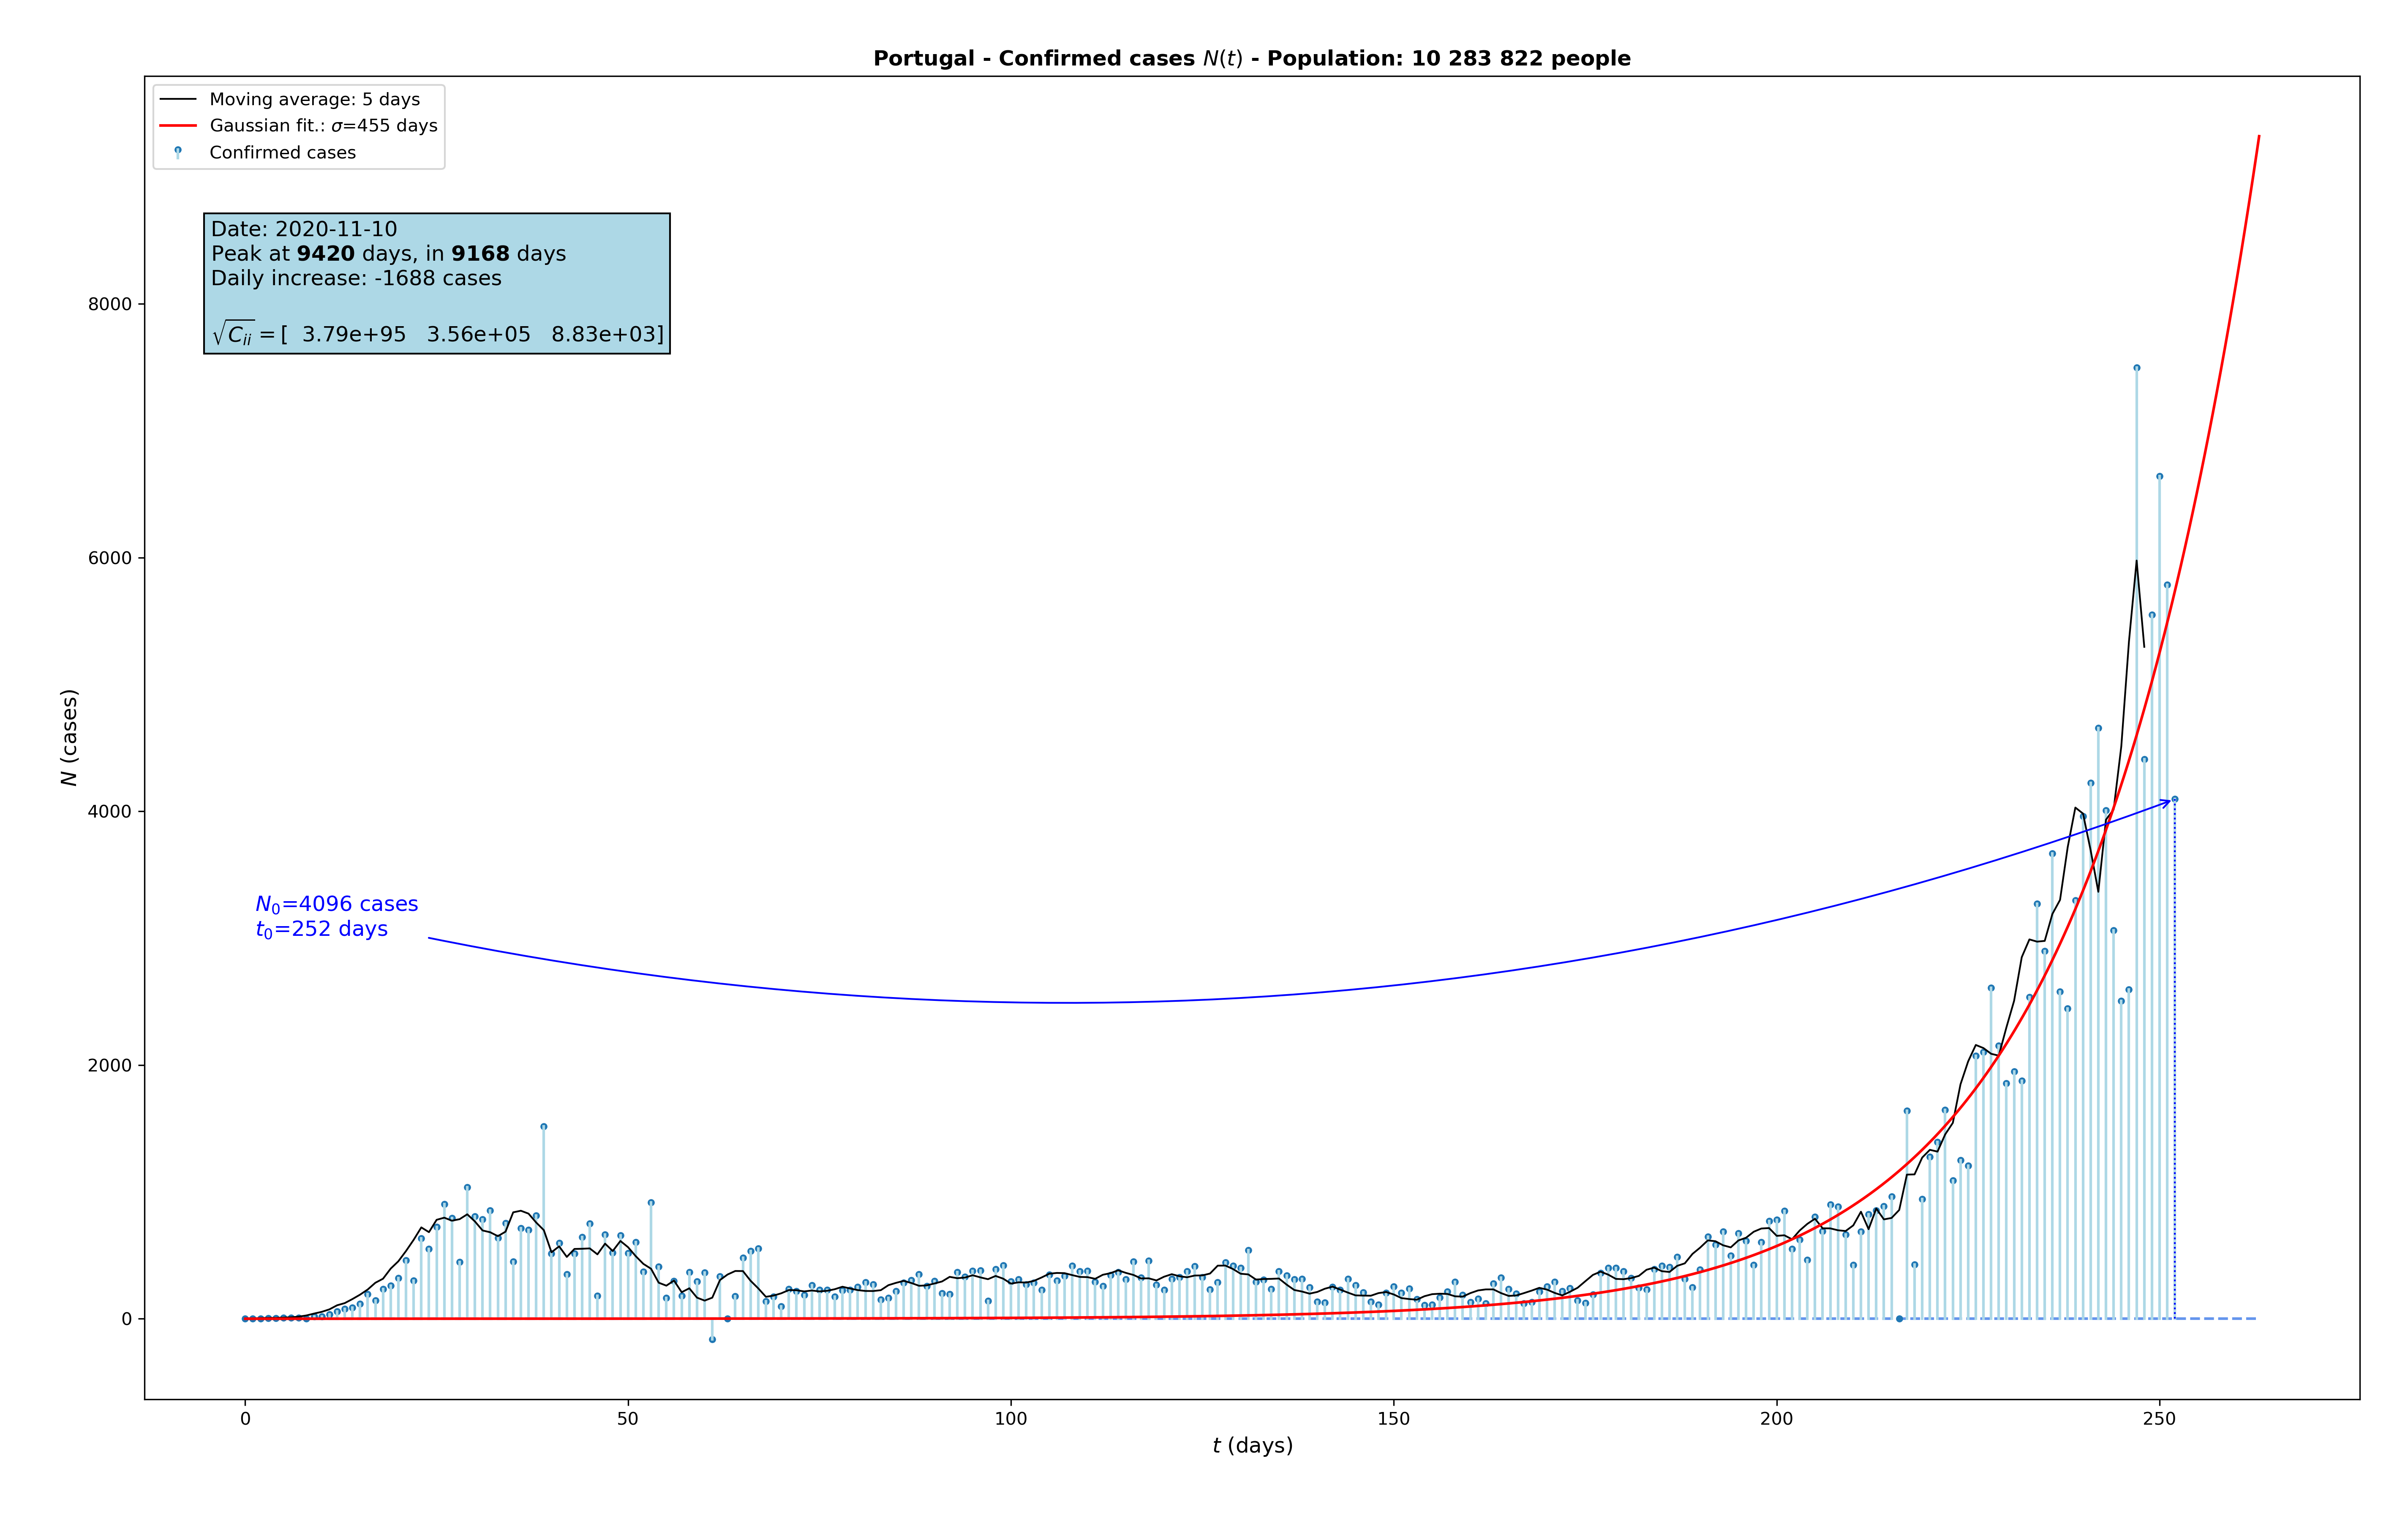 Portugal - Confirmed cases N(t) - Population: 10 283 822 people
Moving average: 5 days
Gaussian fit.: σ=455 days
Confirmed cases
Date: 2020-11-10
Peak at 9420 days, in 9168 days
Daily increase: -1688 cases
√C_ii = [ 3.79e+95 3.56e+05 8.83e+03]
8000
6000
4000
2000
0
N (cases)
N₀=4096 cases
t₀=252 days
0 50 100 150 200 250
t (days)